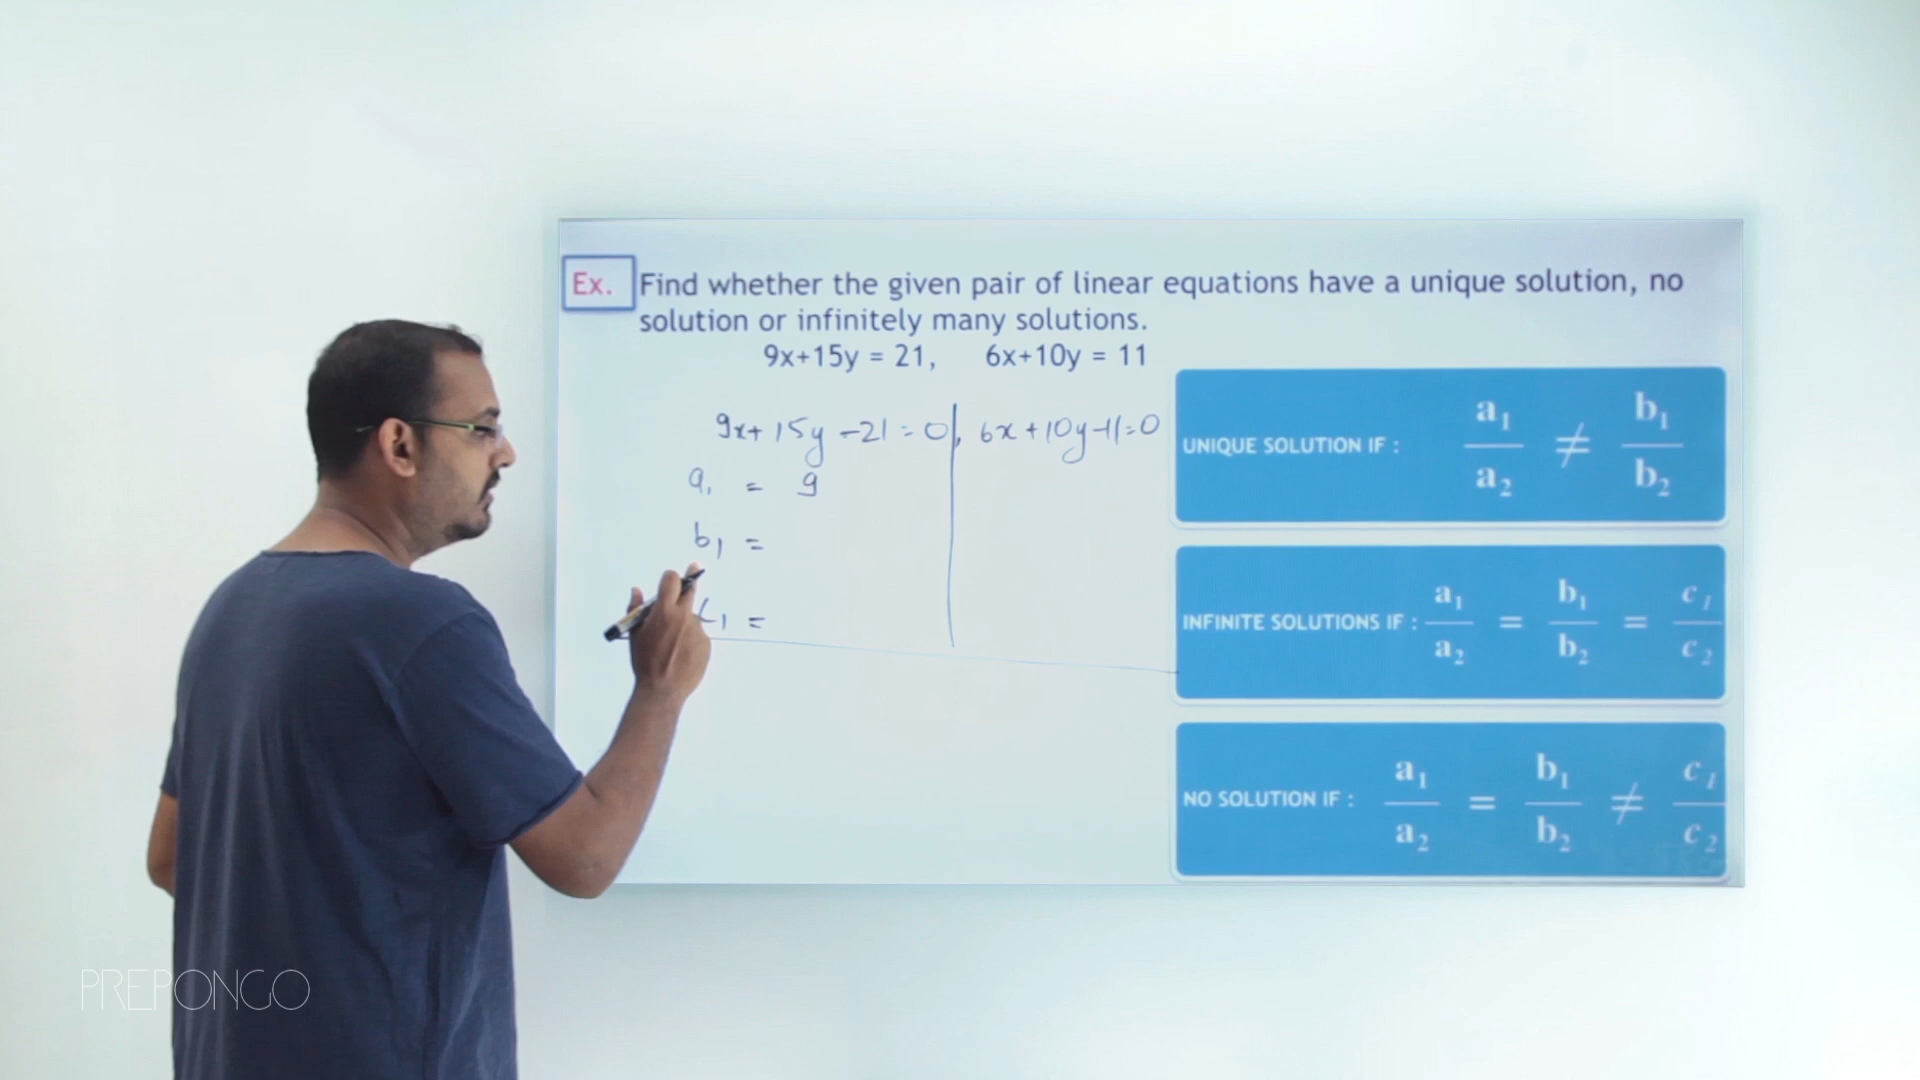 Ex. Find whether the given pair of linear equations have a unique solution, no
solution or infinitely many solutions.
9x+15y = 21, 6x+10y = 11
9x+15y-21=0, 6x+10y-11=0
a₁ = 9
b₁ =
c₁ =
UNIQUE SOLUTION IF : a₁/a₂ ≠ b₁/b₂
INFINITE SOLUTIONS IF : a₁/a₂ = b₁/b₂ = c₁/c₂
NO SOLUTION IF : a₁/a₂ = b₁/b₂ ≠ c₁/c₂
PREPONGO